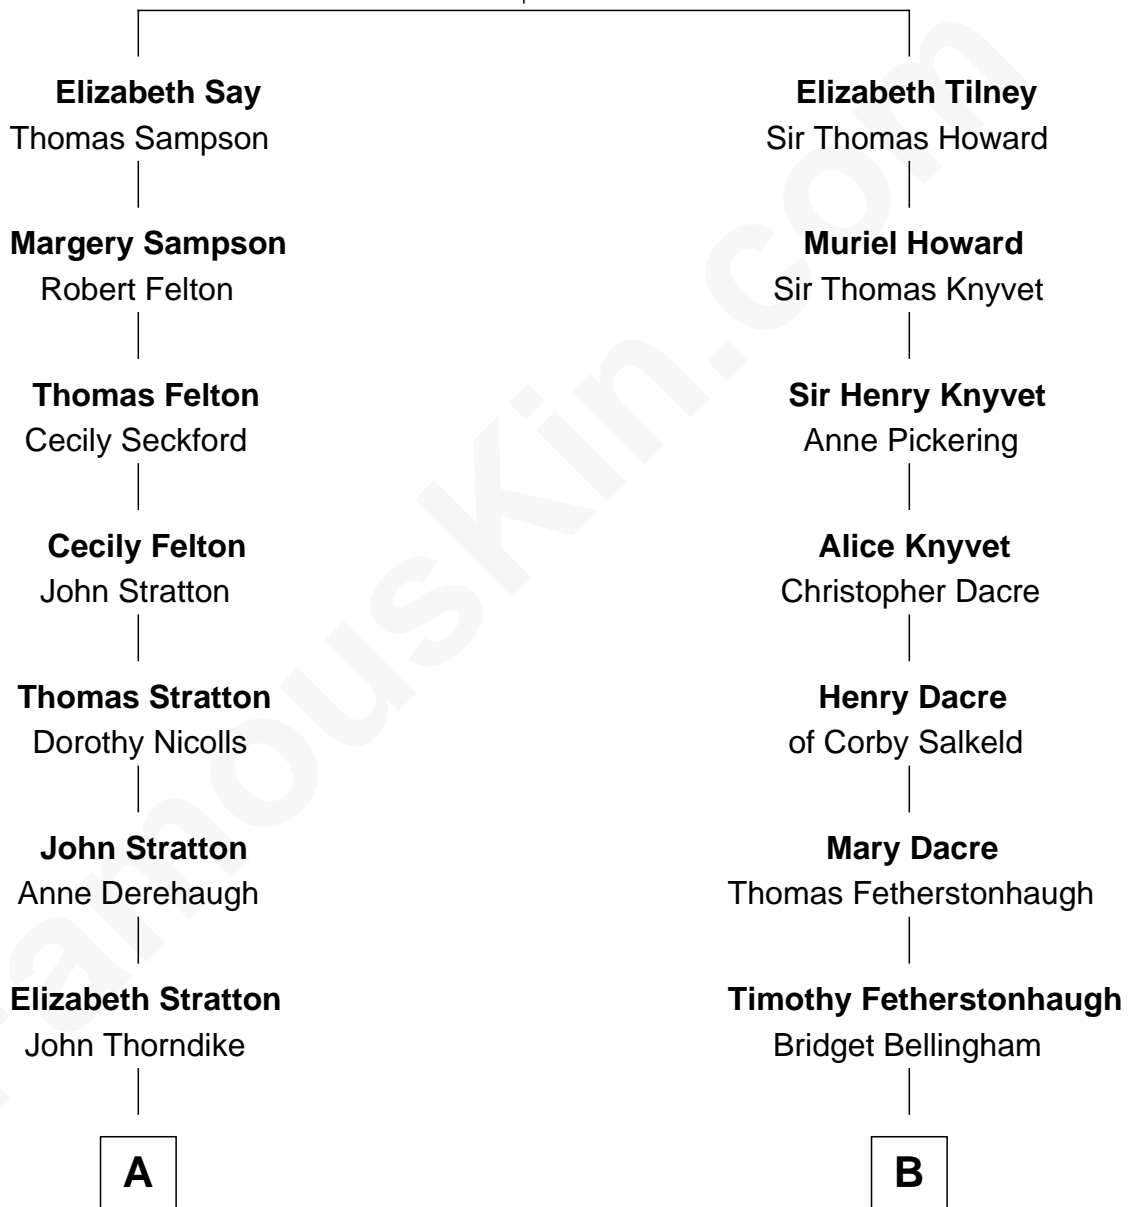 Elizabeth Say
Thomas Sampson
Margery Sampson
Robert Felton
Thomas Felton
Cecily Seckford
Cecily Felton
John Stratton
Thomas Stratton
Dorothy Nicolls
John Stratton
Anne Derehaugh
Elizabeth Stratton
John Thorndike
A
Elizabeth Tilney
Sir Thomas Howard
Muriel Howard
Sir Thomas Knyvet
Sir Henry Knyvet
Anne Pickering
Alice Knyvet
Christopher Dacre
Henry Dacre
of Corby Salkeld
Mary Dacre
Thomas Fetherstonhaugh
Timothy Fetherstonhaugh
Bridget Bellingham
B
FamousKin.com